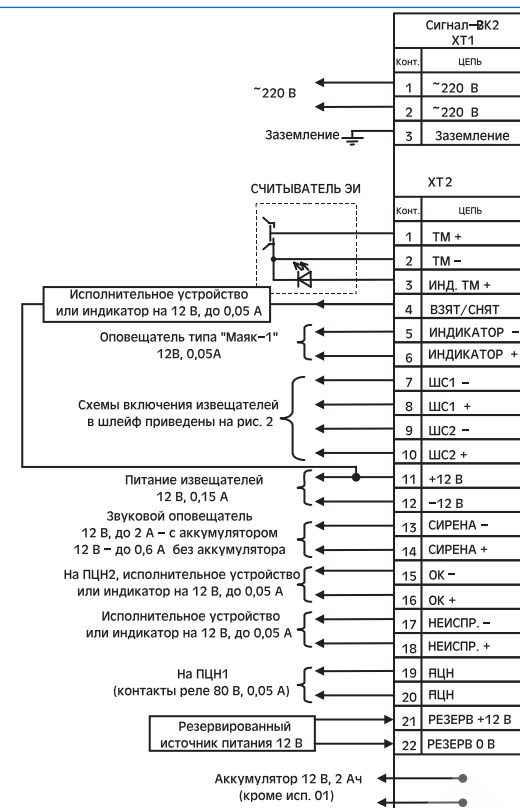 Сигнал–ВК2
ХТ1
Конт. ЦЕПЬ
~220 В 1 ~220 В
2 ~220 В
Заземление 3 Заземление
СЧИТЫВАТЕЛЬ ЭИ ХТ2
Конт. ЦЕПЬ
1 ТМ +
2 ТМ –
3 ИНД. ТМ +
Исполнительное устройство
или индикатор на 12 В, до 0,05 А 4 ВЗЯТ/СНЯТ
Оповещатель типа "Маяк–1" 5 ИНДИКАТОР –
12В, 0,05А 6 ИНДИКАТОР +
7 ШС1 –
Схемы включения извещателей 8 ШС1 +
в шлейф приведены на рис. 2 9 ШС2 –
10 ШС2 +
Питание извещателей 11 +12 В
12 В, 0,15 А 12 –12 В
Звуковой оповещатель
12 В, до 2 А – с аккумулятором 13 СИРЕНА –
12 В – до 0,6 А без аккумулятора 14 СИРЕНА +
На ПЦН2, исполнительное устройство 15 ОК –
или индикатор на 12 В, до 0,05 А 16 ОК +
Исполнительное устройство 17 НЕИСПР. –
или индикатор на 12 В, до 0,05 А 18 НЕИСПР. +
На ПЦН1 19 ПЦН
(контакты реле 80 В, 0,05 А) 20 ПЦН
Резервированный 21 РЕЗЕРВ +12 В
источник питания 12 В 22 РЕЗЕРВ 0 В
Аккумулятор 12 В, 2 Ач
(кроме исп. 01)